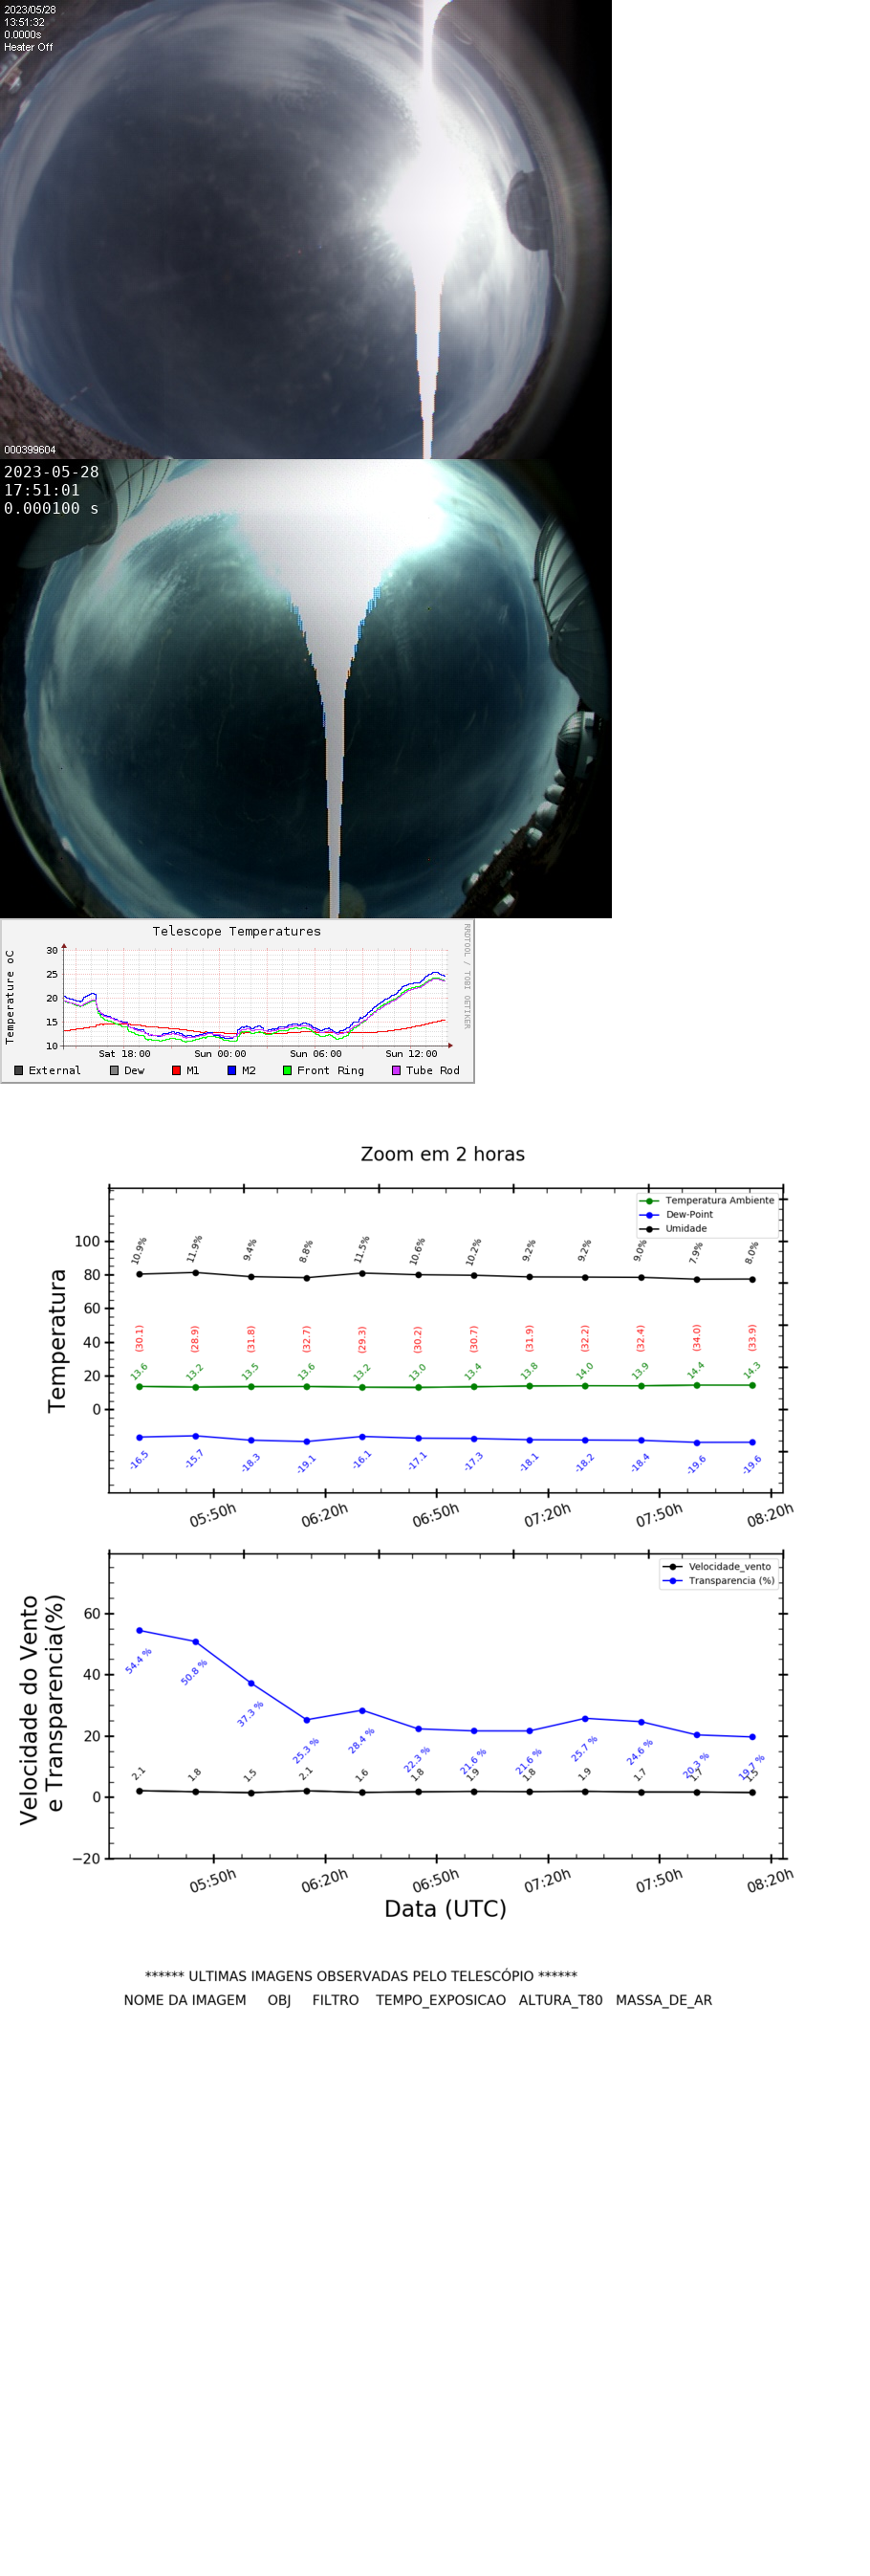 2023/05/28
13:51:32
0.0000s
Heater Off
000399604
2023-05-28
17:51:01
0.000100 s
Telescope Temperatures
RRDTOOL / TOBI OETIKER
Temperature oC
30
25
20
15
10
Sat 18:00 Sun 00:00 Sun 06:00 Sun 12:00
External Dew M1 M2 Front Ring Tube Rod
Zoom em 2 horas
Temperatura Ambiente
Dew-Point
Umidade
Temperatura
100
80
60
40
20
0
10.9% 11.9% 9.4% 8.8% 11.5% 10.6% 10.2% 9.2% 9.2% 9.0% 7.9% 8.0%
(30.1) (28.9) (31.8) (32.7) (29.3) (30.2) (30.7) (31.9) (32.2) (32.4) (34.0) (33.9)
13.6 13.2 13.5 13.6 13.2 13.0 13.4 13.8 14.0 13.9 14.4 14.3
-16.5 -15.7 -18.3 -19.1 -16.1 -17.1 -17.3 -18.1 -18.2 -18.4 -19.6 -19.6
05:50h 06:20h 06:50h 07:20h 07:50h 08:20h
Velocidade_vento
Transparencia (%)
Velocidade do Vento
e Transparencia(%)
60
40
20
0
−20
54.4 % 50.8 % 37.3 % 25.3 % 28.4 % 22.3 % 21.6 % 21.6 % 25.7 % 24.6 % 20.3 % 19.7 %
2.1 1.8 1.5 2.1 1.6 1.8 1.9 1.8 1.9 1.7 1.7 1.5
05:50h 06:20h 06:50h 07:20h 07:50h 08:20h
Data (UTC)
****** ULTIMAS IMAGENS OBSERVADAS PELO TELESCÓPIO ******
NOME DA IMAGEM OBJ FILTRO TEMPO_EXPOSICAO ALTURA_T80 MASSA_DE_AR